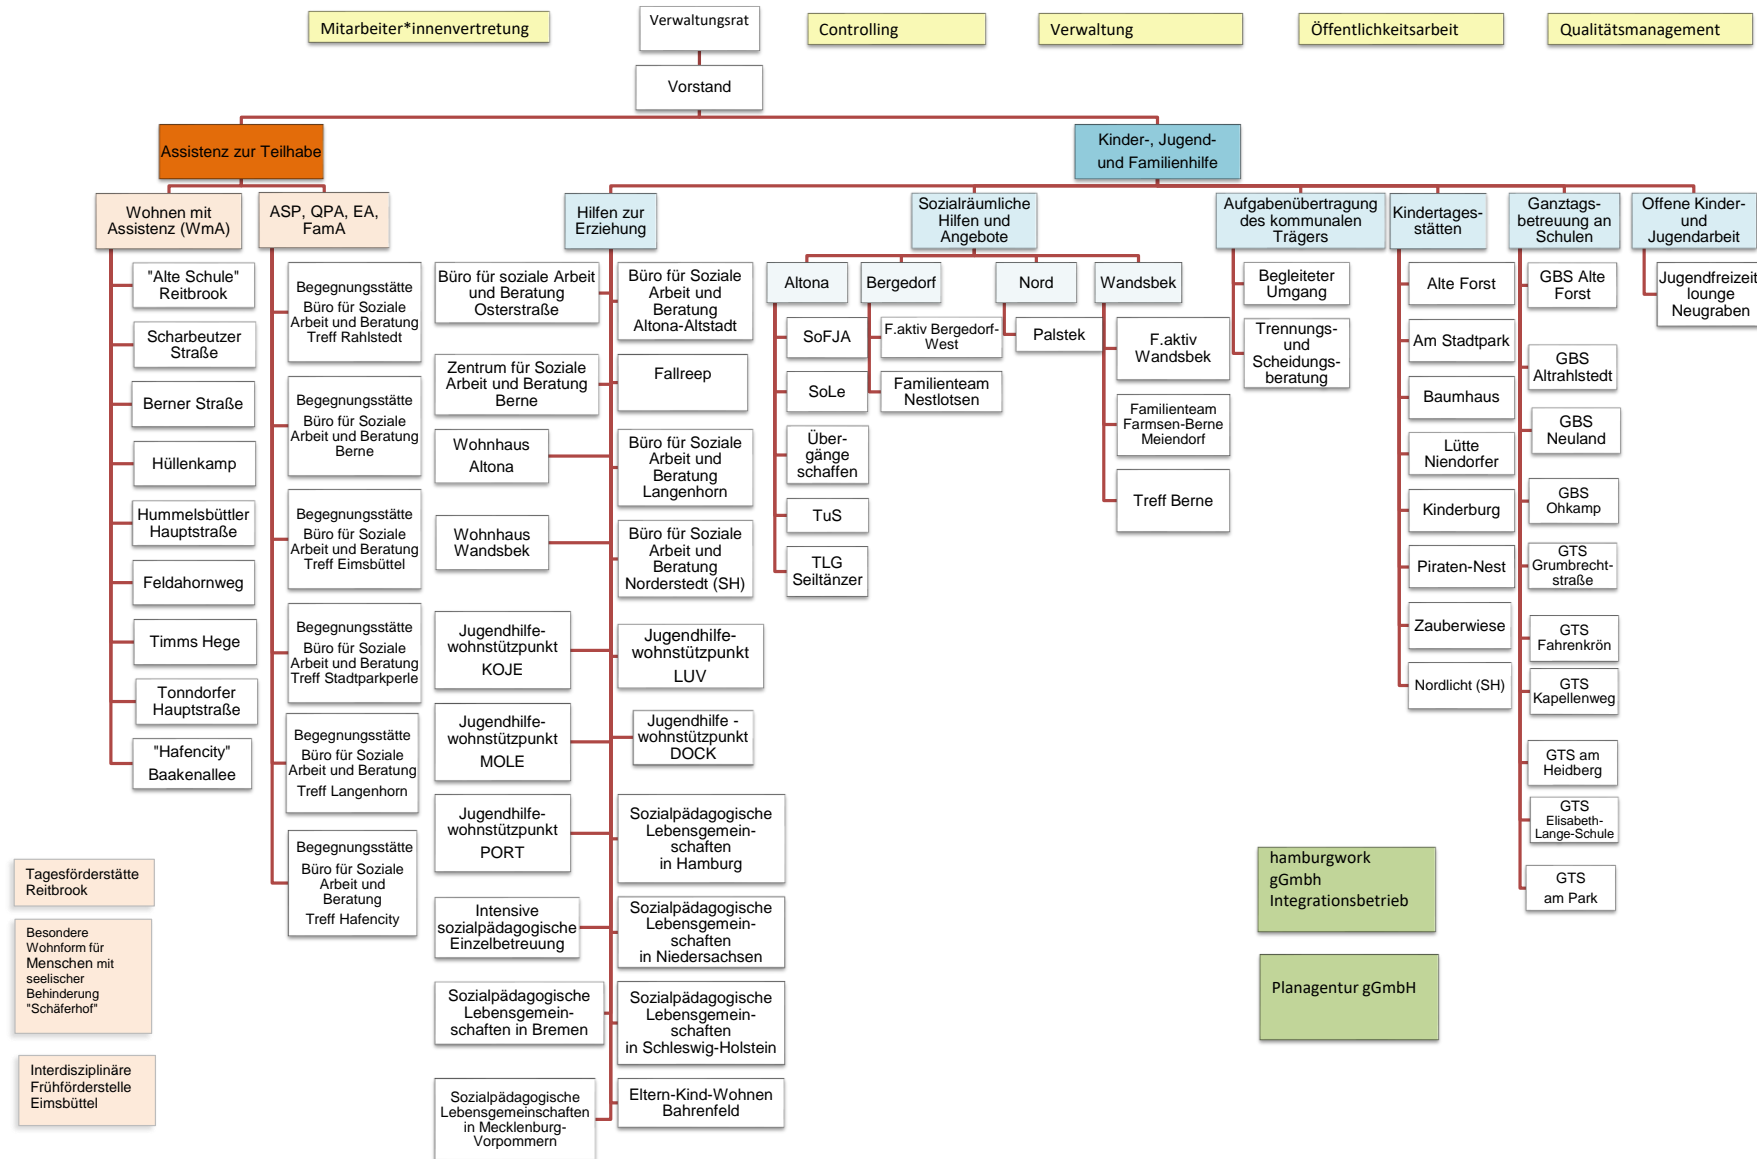 Mitarbeiter*innenvertretung
Verwaltungsrat
Controlling
Verwaltung
Öffentlichkeitsarbeit
Qualitätsmanagement
Vorstand
Assistenz zur Teilhabe
Kinder-, Jugend-
und Familienhilfe
Wohnen mit
Assistenz (WmA)
"Alte Schule"
Reitbrook
Scharbeutzer
Straße
Berner Straße
Hüllenkamp
Hummelsbüttler
Hauptstraße
Feldahornweg
Timms Hege
Tonndorfer
Hauptstraße
"Hafencity"
Baakenallee
ASP, QPA, EA,
FamA
Begegnungsstätte
Büro für Soziale
Arbeit und Beratung
Treff Rahlstedt
Begegnungsstätte
Büro für Soziale
Arbeit und Beratung
Berne
Begegnungsstätte
Büro für Soziale
Arbeit und Beratung
Treff Eimsbüttel
Begegnungsstätte
Büro für Soziale
Arbeit und Beratung
Treff Stadtparkperle
Begegnungsstätte
Büro für Soziale
Arbeit und Beratung
Treff Langenhorn
Begegnungsstätte
Büro für Soziale
Arbeit und
Beratung
Treff Hafencity
Tagesförderstätte
Reitbrook
Besondere
Wohnform für
Menschen mit
seelischer
Behinderung
"Schäferhof"
Interdisziplinäre
Frühförderstelle
Eimsbüttel
Hilfen zur
Erziehung
Büro für soziale Arbeit
und Beratung
Osterstraße
Büro für Soziale
Arbeit und
Beratung
Altona-Altstadt
Zentrum für Soziale
Arbeit und Beratung
Berne
Fallreep
Wohnhaus
Altona
Büro für Soziale
Arbeit und
Beratung
Langenhorn
Wohnhaus
Wandsbek
Büro für Soziale
Arbeit und
Beratung
Norderstedt (SH)
Jugendhilfe-
wohnstützpunkt
KOJE
Jugendhilfe-
wohnstützpunkt
LUV
Jugendhilfe-
wohnstützpunkt
MOLE
Jugendhilfe -
wohnstützpunkt
DOCK
Jugendhilfe-
wohnstützpunkt
PORT
Sozialpädagogische
Lebensgemein-
schaften
in Hamburg
Intensive
sozialpädagogische
Einzelbetreuung
Sozialpädagogische
Lebensgemein-
schaften
in Niedersachsen
Sozialpädagogische
Lebensgemein-
schaften in Bremen
Sozialpädagogische
Lebensgemein-
schaften
in Schleswig-Holstein
Sozialpädagogische
Lebensgemeinschaften
in Mecklenburg-
Vorpommern
Eltern-Kind-Wohnen
Bahrenfeld
Sozialräumliche
Hilfen und
Angebote
Altona
SoFJA
SoLe
Über-
gänge
schaffen
TuS
TLG
Seiltänzer
Bergedorf
F.aktiv Bergedorf-
West
Familienteam
Nestlotsen
Nord
Palstek
Wandsbek
F.aktiv
Wandsbek
Familienteam
Farmsen-Berne
Meiendorf
Treff Berne
Aufgabenübertragung
des kommunalen
Trägers
Begleiteter
Umgang
Trennungs-
und
Scheidungs-
beratung
Kindertages-
stätten
Alte Forst
Am Stadtpark
Baumhaus
Lütte
Niendorfer
Kinderburg
Piraten-Nest
Zauberwiese
Nordlicht (SH)
Ganztags-
betreuung an
Schulen
GBS Alte
Forst
GBS
Altrahlstedt
GBS
Neuland
GBS
Ohkamp
GTS
Grumbrecht-
straße
GTS
Fahrenkrön
GTS
Kapellenweg
GTS am
Heidberg
GTS
Elisabeth-
Lange-Schule
GTS
am Park
Offene Kinder-
und
Jugendarbeit
Jugendfreizeit
lounge
Neugraben
hamburgwork
gGmbh
Integrationsbetrieb
Planagentur gGmbH